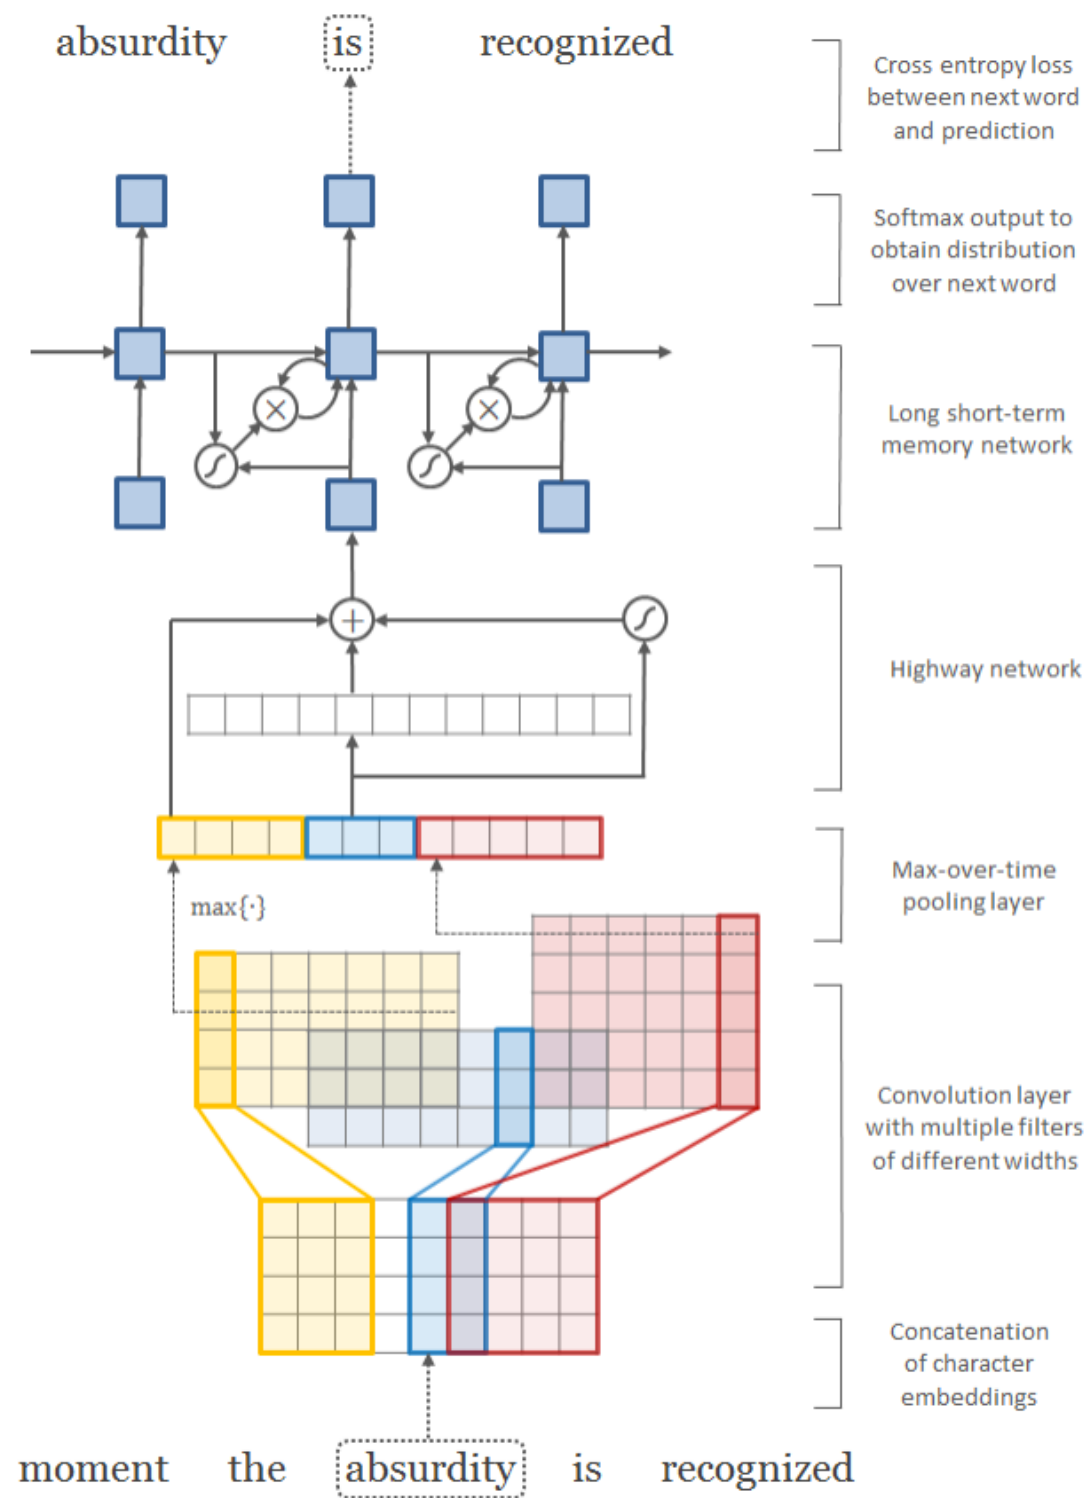 absurdity is recognized
Cross entropy loss
between next word
and prediction
Softmax output to
obtain distribution
over next word
Long short-term
memory network
Highway network
Max-over-time
pooling layer
max{·}
Convolution layer
with multiple filters
of different widths
Concatenation
of character
embeddings
moment the absurdity is recognized